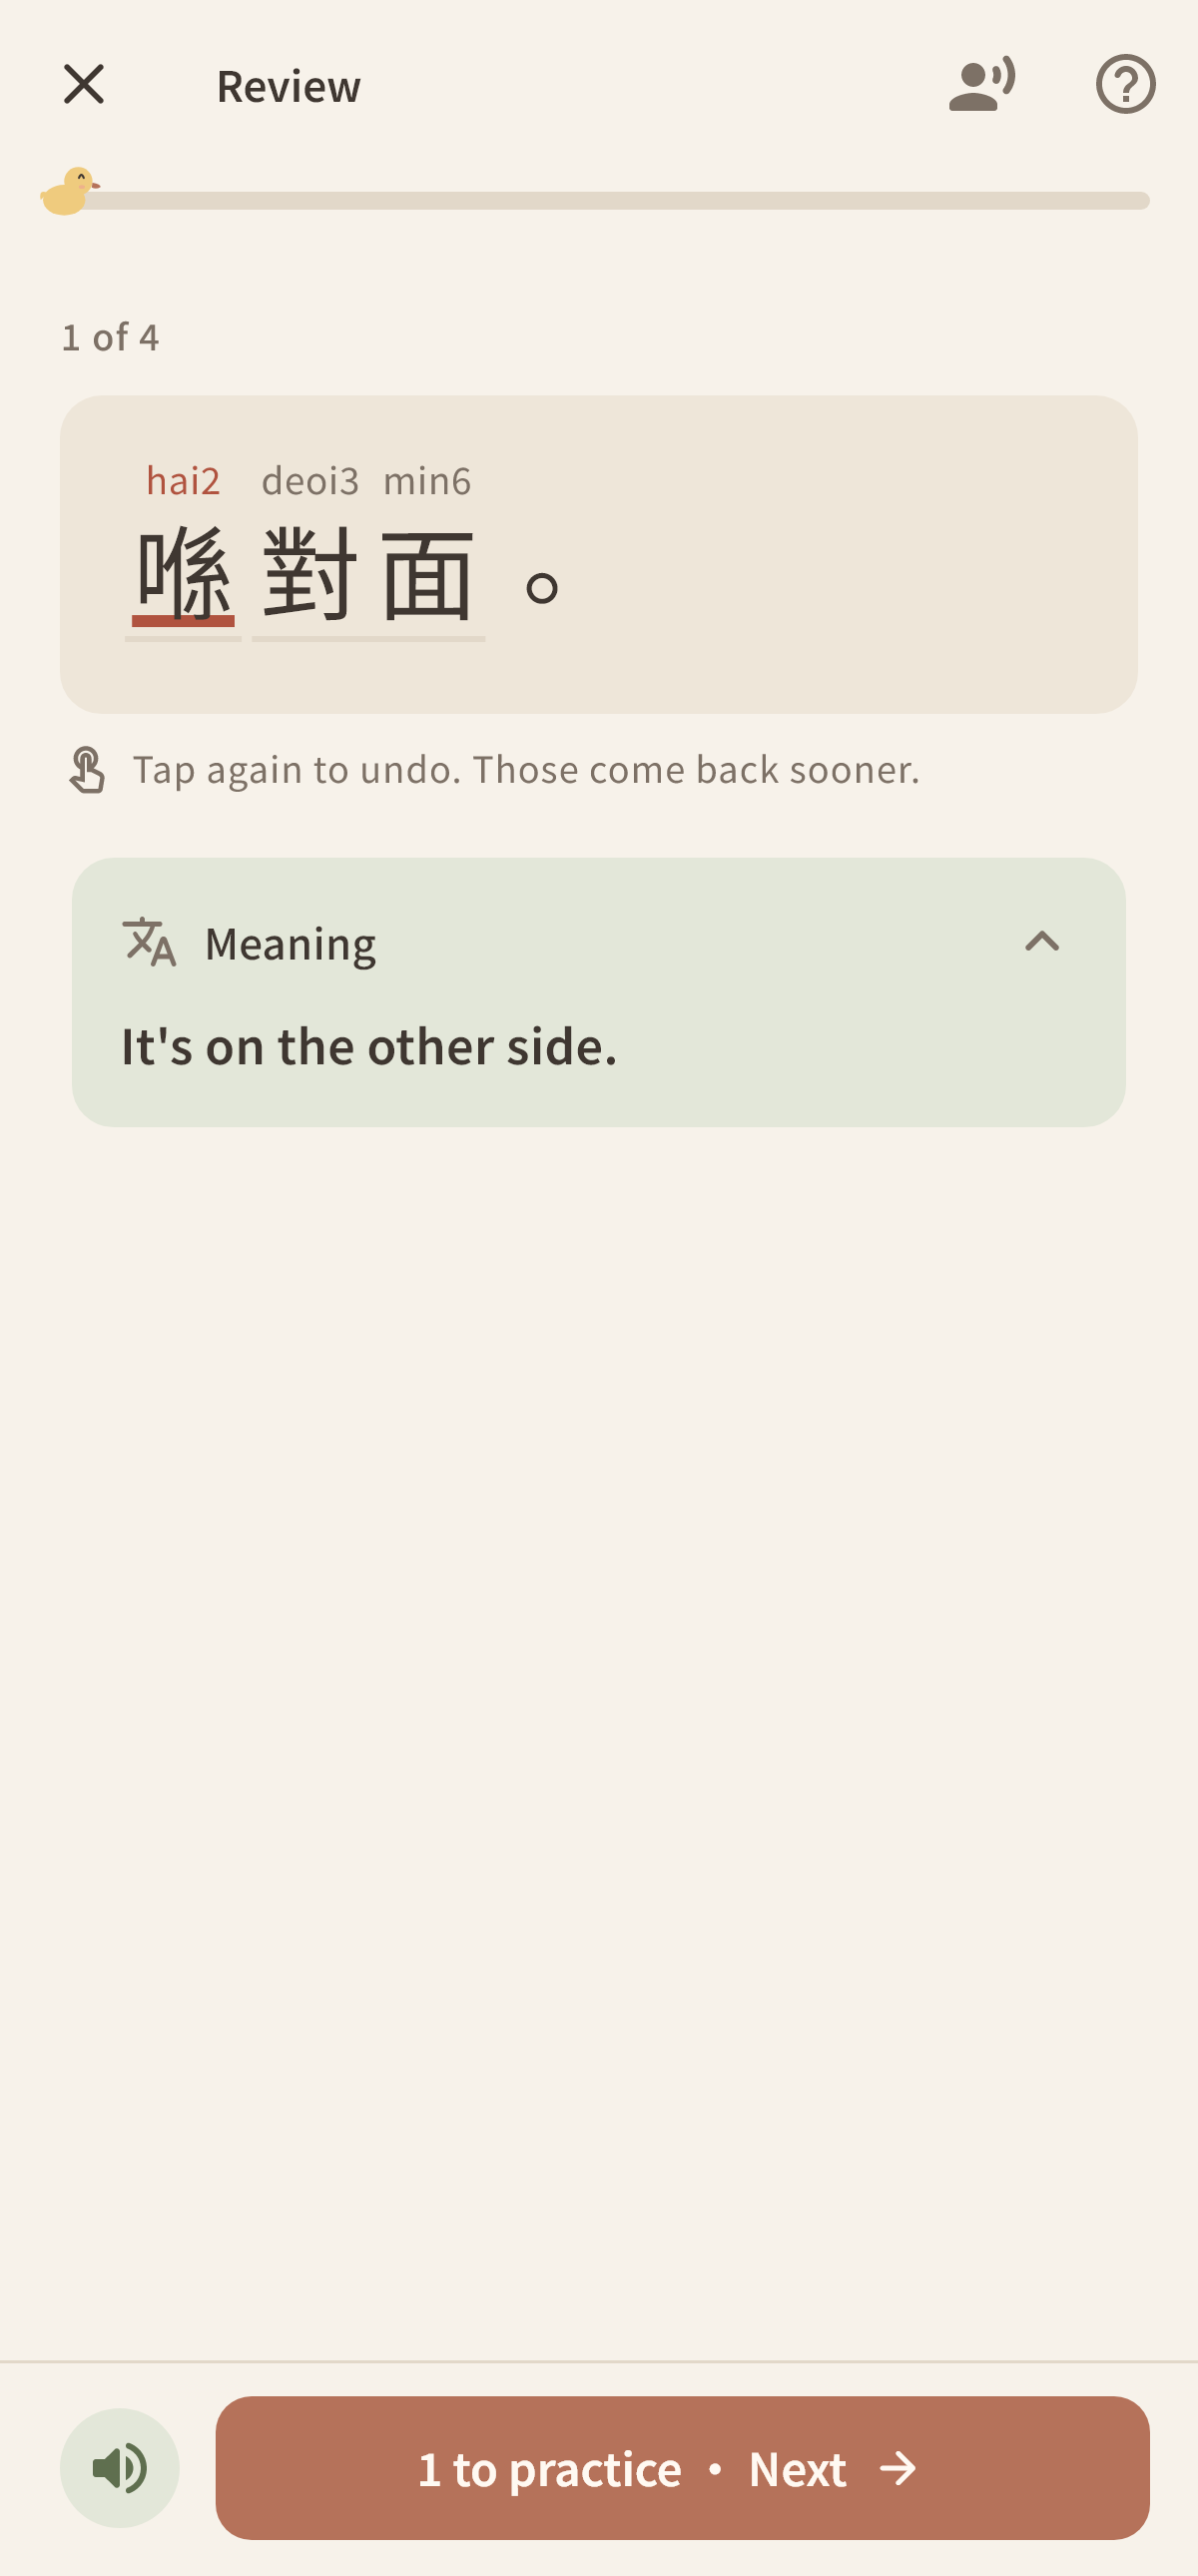 Review
1 of 4
hai2 deoi3 min6
喺對面。
Tap again to undo. Those come back sooner.
Meaning
It's on the other side.
1 to practice • Next →